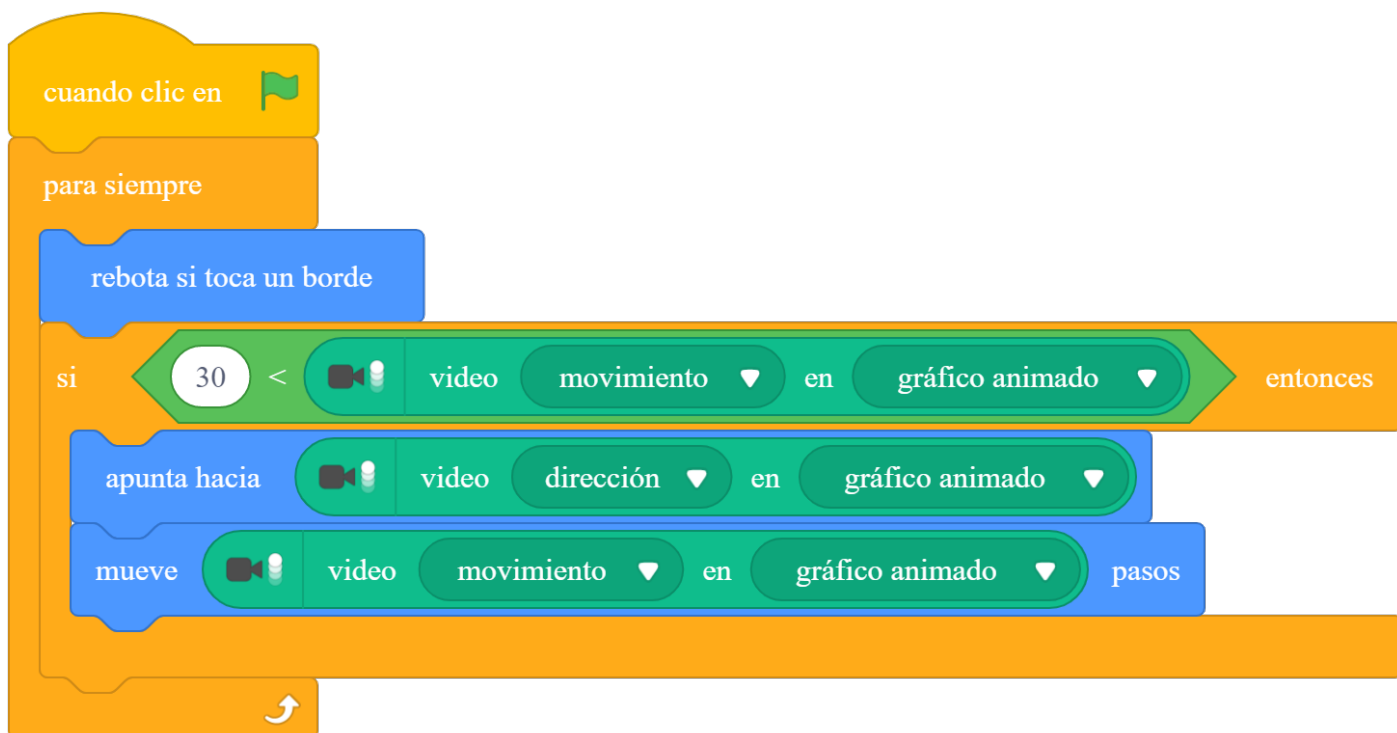 cuando clic en
para siempre
rebota si toca un borde
si 30 < video movimiento en gráfico animado entonces
apunta hacia video dirección en gráfico animado
mueve video movimiento en gráfico animado pasos